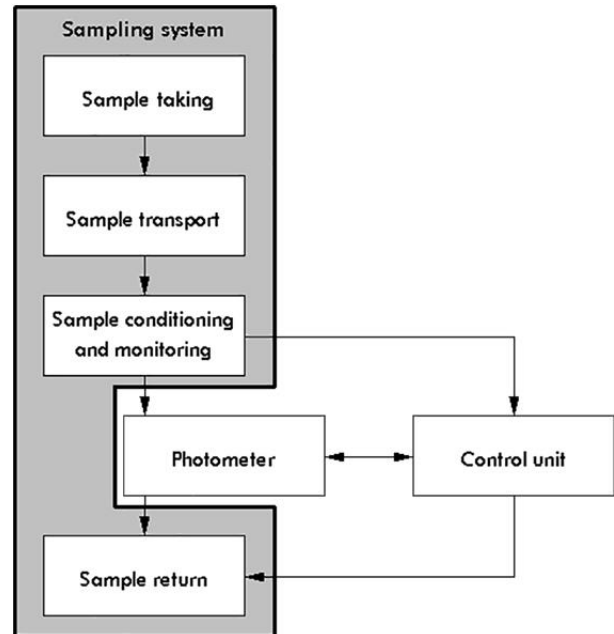 Sampling system
Sample taking
Sample transport
Sample conditioning
and monitoring
Photometer
Control unit
Sample return